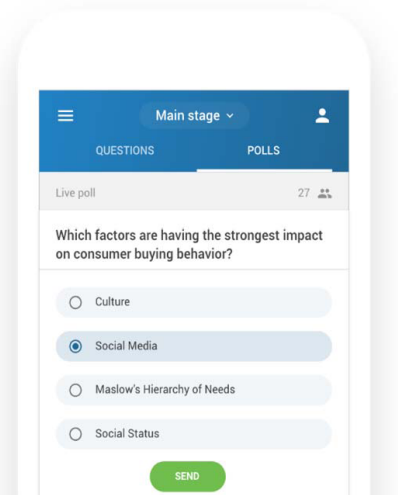 Main stage
QUESTIONS POLLS
Live poll 27
Which factors are having the strongest impact
on consumer buying behavior?
Culture
Social Media
Maslow's Hierarchy of Needs
Social Status
SEND